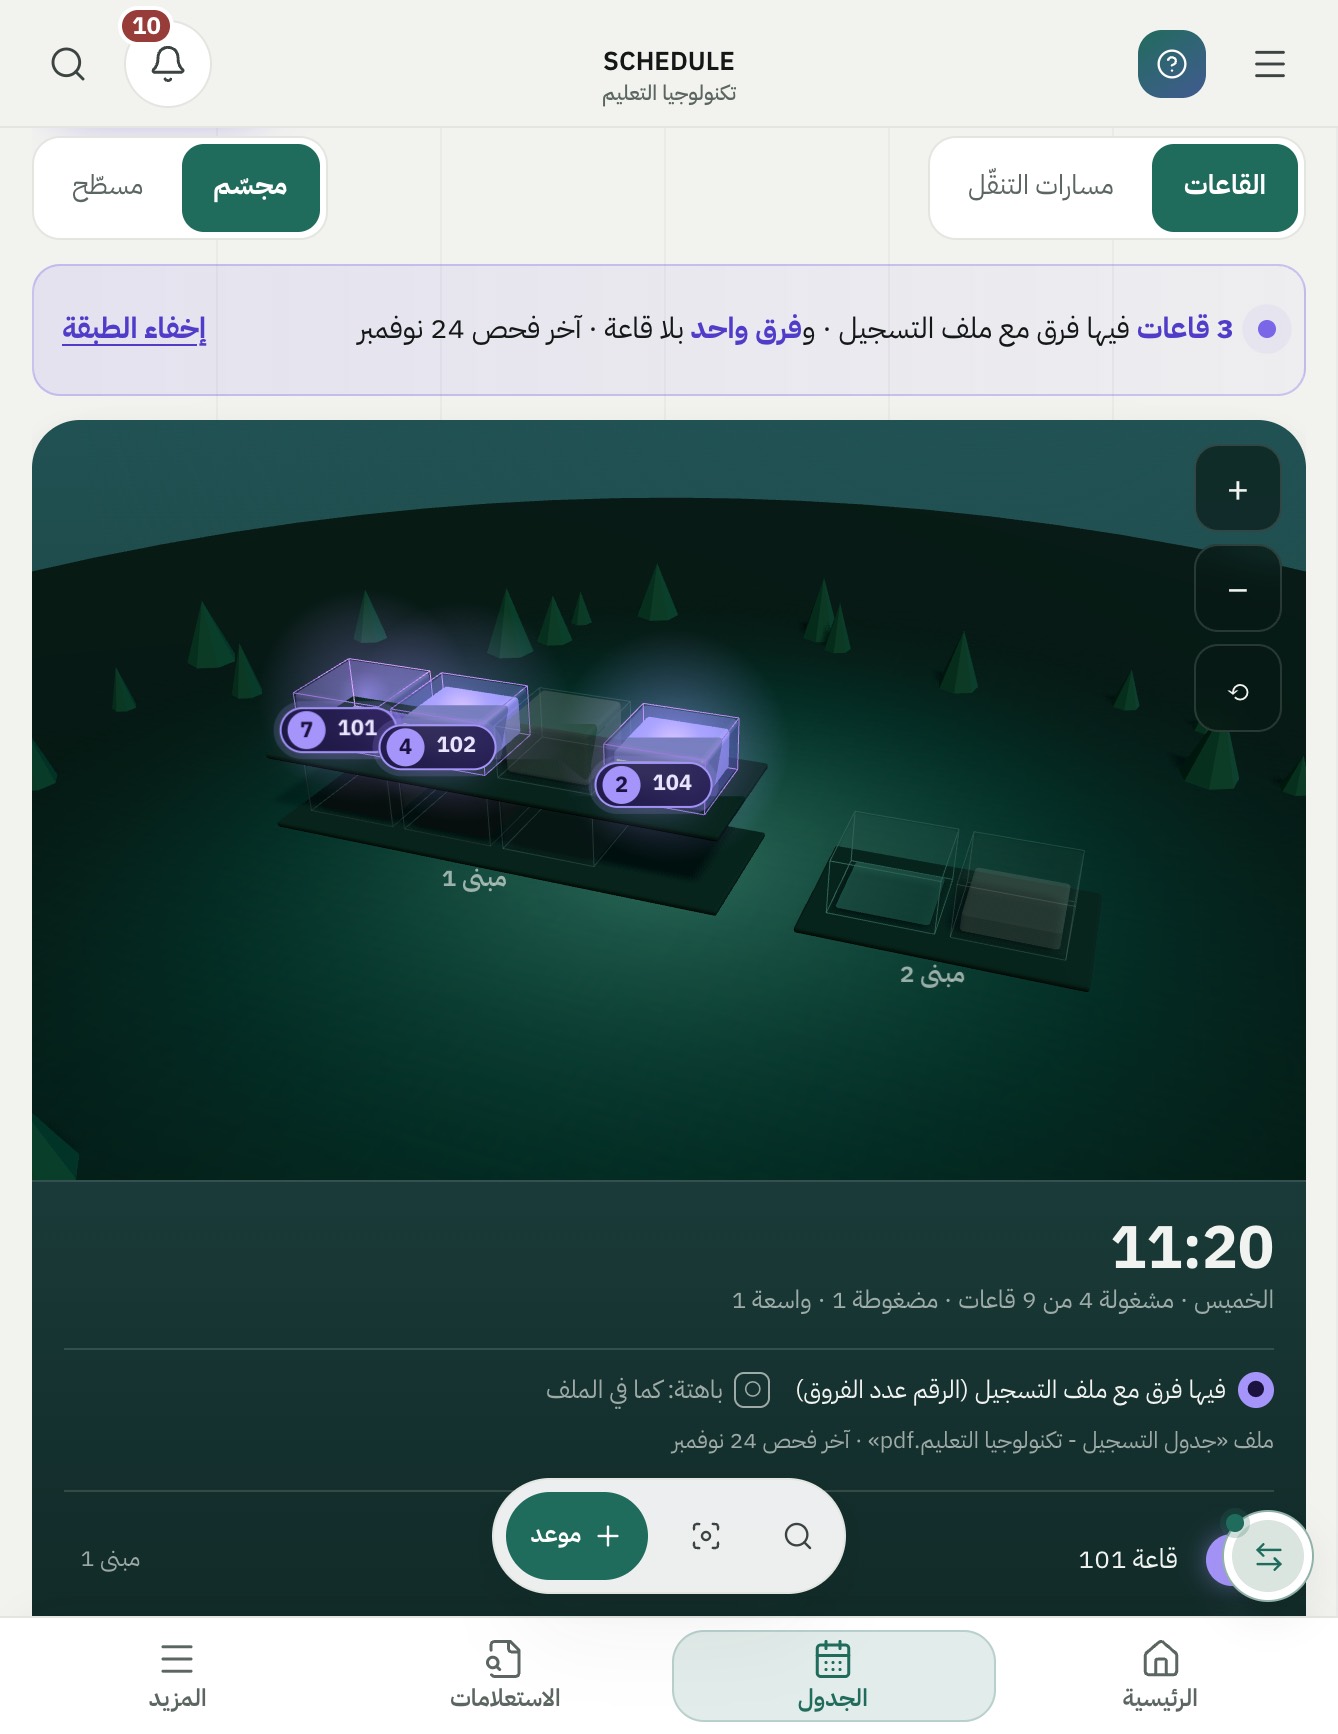 10
SCHEDULE
تكنولوجيا التعليم
القاعات
مسارات التنقّل
مجسّم
مسطّح
3 قاعات فيها فرق مع ملف التسجيل · وفرق واحد بلا قاعة · آخر فحص 24 نوفمبر
إخفاء الطبقة
7 101
4 102
2 104
مبنى 1
مبنى 2
11:20
الخميس · مشغولة 4 من 9 قاعات · مضغوطة 1 · واسعة 1
فيها فرق مع ملف التسجيل (الرقم عدد الفروق)
باهتة: كما في الملف
ملف «جدول التسجيل - تكنولوجيا التعليم.pdf» · آخر فحص 24 نوفمبر
قاعة 101
مبنى 1
موعد
الرئيسية
الجدول
الاستعلامات
المزيد